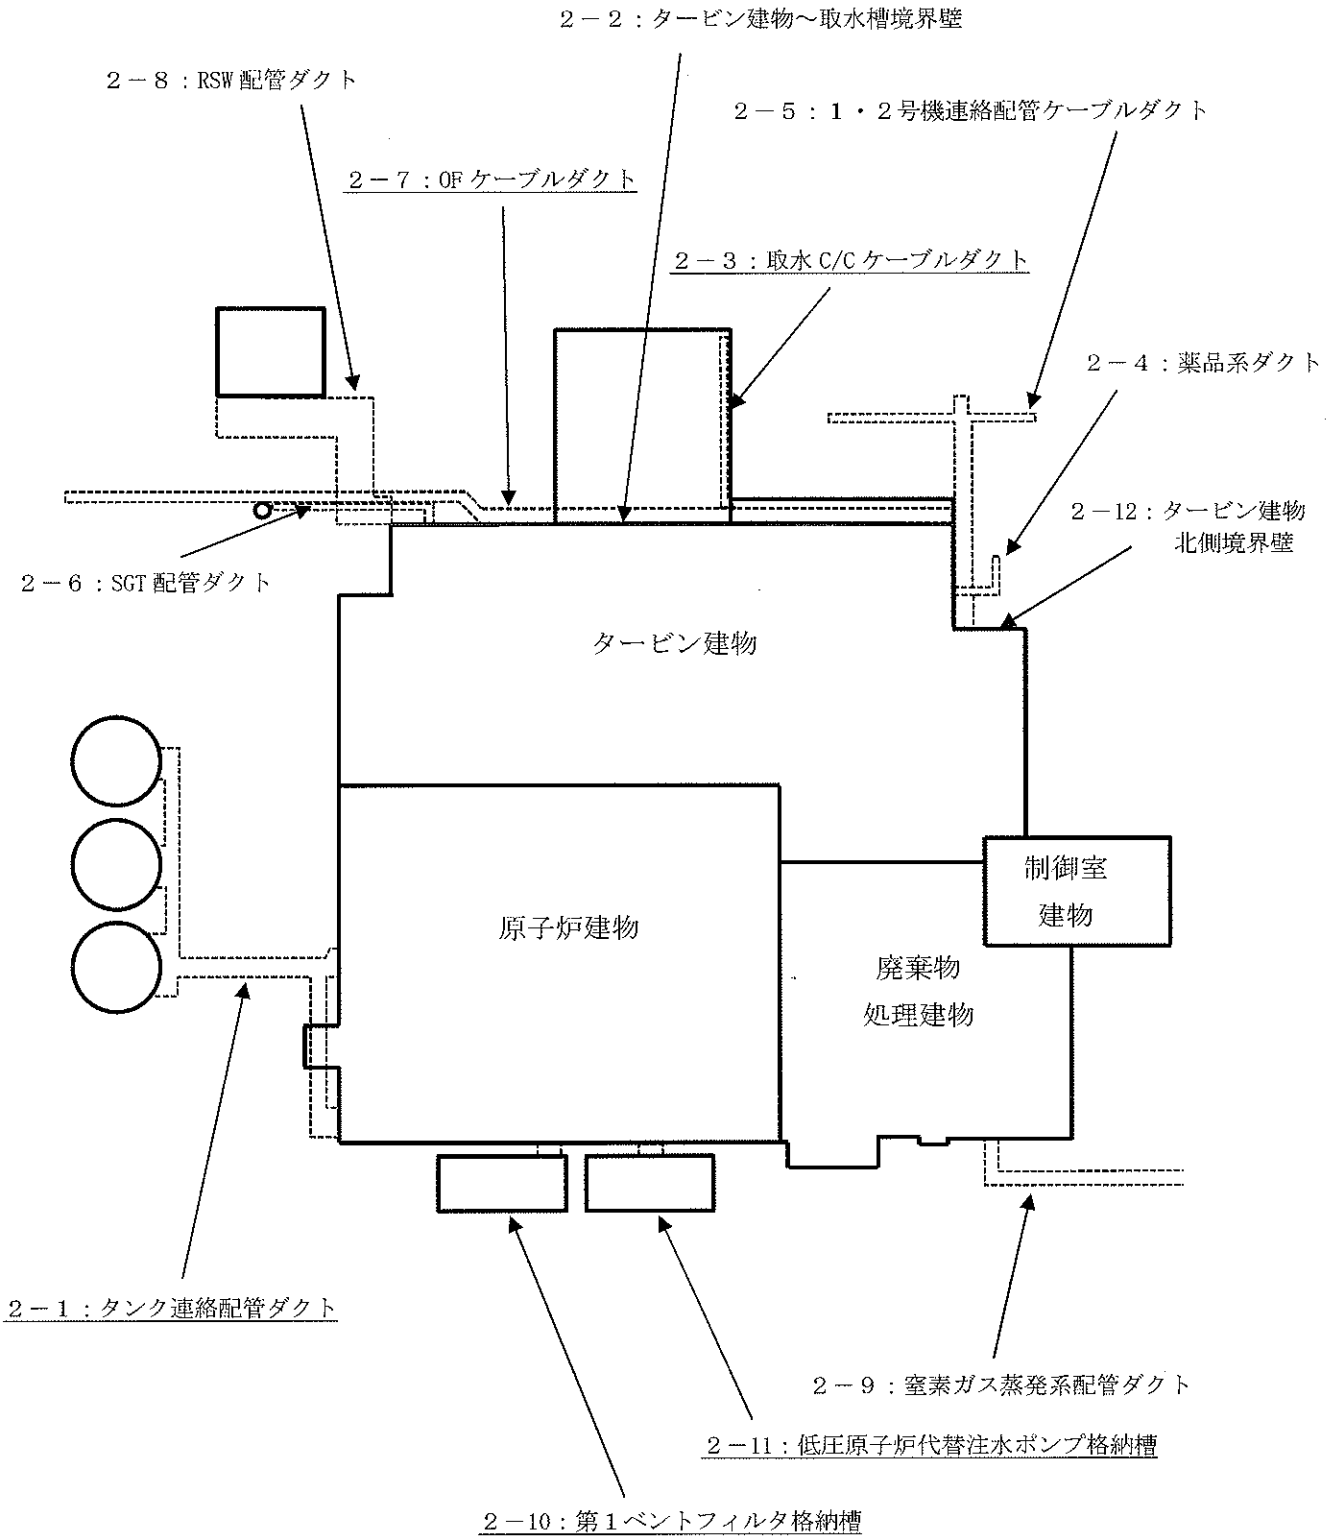 ２－２：タービン建物～取水槽境界壁
２－８：RSW 配管ダクト
２－５：１・２号機連絡配管ケーブルダクト
２－７：OF ケーブルダクト
２－３：取水 C/C ケーブルダクト
２－４：薬品系ダクト
２－12：タービン建物
北側境界壁
２－６：SGT 配管ダクト
タービン建物
制御室
建物
原子炉建物
廃棄物
処理建物
２－１：タンク連絡配管ダクト
２－９：窒素ガス蒸発系配管ダクト
２－11：低圧原子炉代替注水ポンプ格納槽
２－10：第１ベントフィルタ格納槽